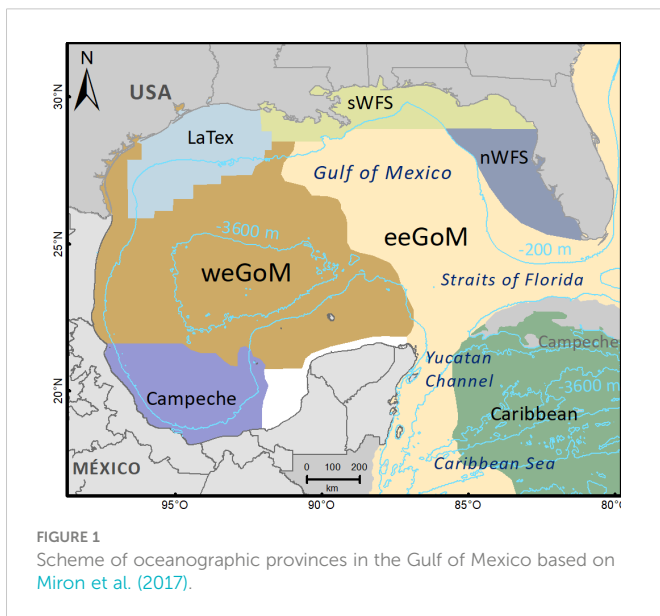 N
USA
30°N
sWFS
LaTex
nWFS
Gulf of Mexico
eeGoM
25°N
-3600 m
-200 m
weGoM
Straits of Florida
Campeche
Yucatan
Channel
20°N
-3600 m
Campeche
Caribbean
MÉXICO
0 100 200
km
Caribbean Sea
95°W 90°W 85°W 80°
FIGURE 1
Scheme of oceanographic provinces in the Gulf of Mexico based on
Miron et al. (2017).